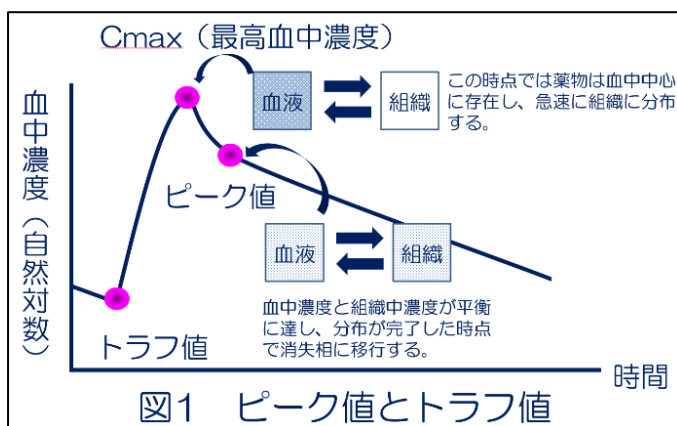 Cmax（最高血中濃度）
血液
組織
この時点では薬物は血中中心
に存在し、急速に組織に分布
する。
血中濃度（自然対数）
ピーク値
血液
組織
トラフ値
血中濃度と組織中濃度が平衡
に達し、分布が完了した時点
で消失相に移行する。
時間
図1　ピーク値とトラフ値